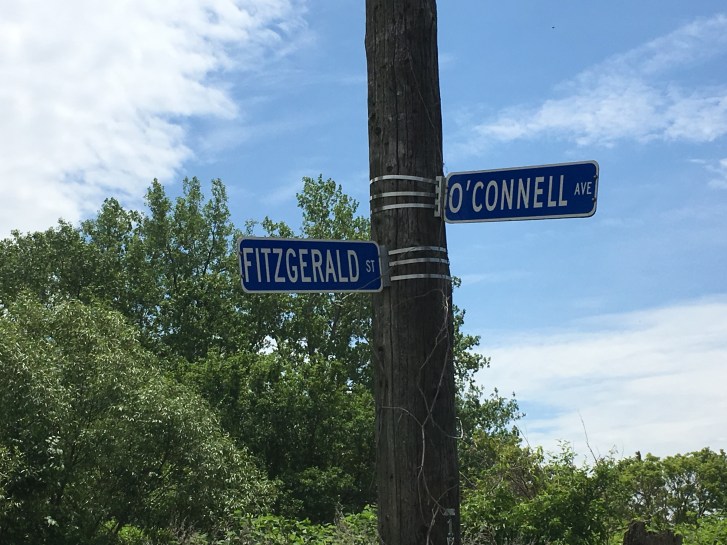 O'CONNELL AVE
FITZGERALD ST